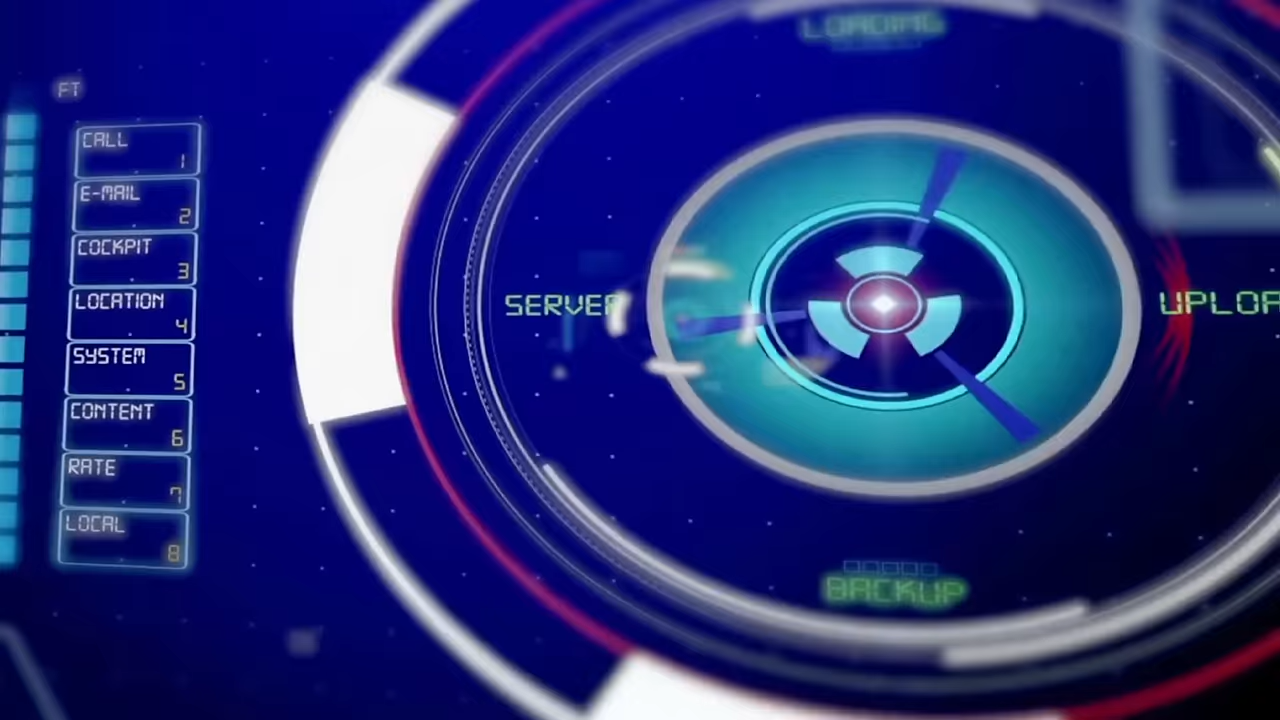 LOADING
FT
CALL
1
E-MAIL
2
COCKPIT
3
LOCATION
4
SYSTEM
5
CONTENT
6
RATE
7
LOCAL
8
SERVER
UPLOA
BACKUP